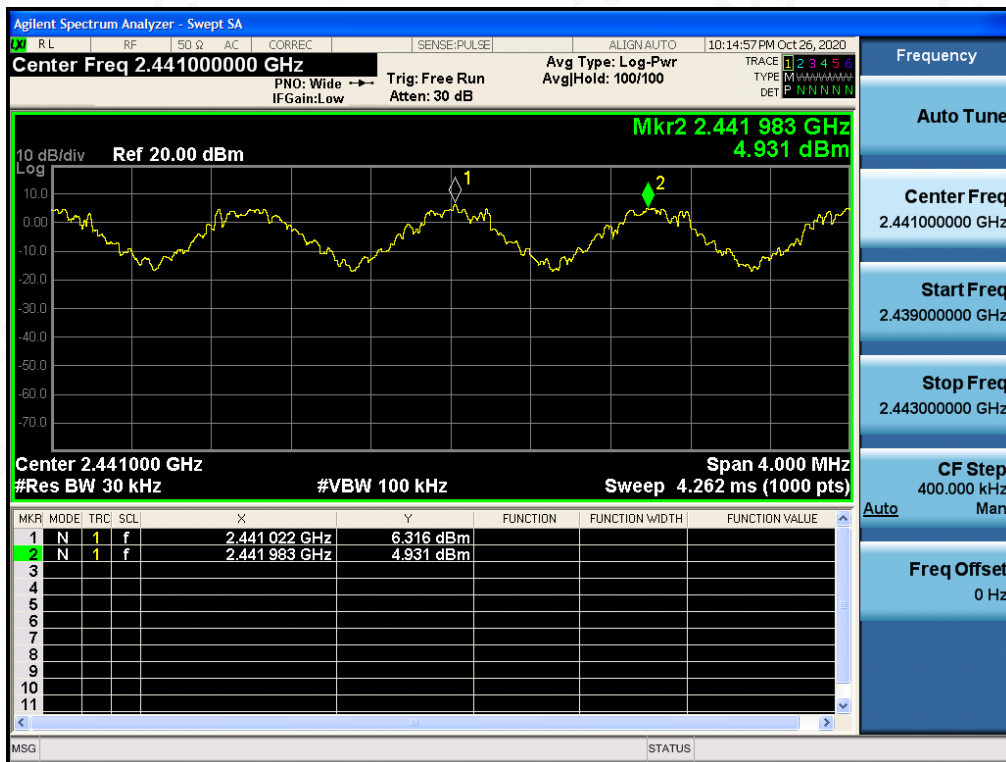 Agilent Spectrum Analyzer - Swept SA
LXI RL RF 50 Ω AC CORREC SENSE:PULSE ALIGN AUTO 10:14:57 PM Oct 26, 2020
Center Freq 2.441000000 GHz
PNO: Wide
IFGain:Low
Trig: Free Run
Atten: 30 dB
Avg Type: Log-Pwr
Avg|Hold: 100/100
TRACE 1 2 3 4 5 6
TYPE M WWWWW
DET P N N N N N
Mkr2 2.441 983 GHz
4.931 dBm
10 dB/div Ref 20.00 dBm
Log
1
2
10.0
0.00
-10.0
-20.0
-30.0
-40.0
-50.0
-60.0
-70.0
Center 2.441000 GHz Span 4.000 MHz
#Res BW 30 kHz #VBW 100 kHz Sweep 4.262 ms (1000 pts)
MKR MODE TRC SCL X Y FUNCTION FUNCTION WIDTH FUNCTION VALUE
1 N 1 f 2.441 022 GHz 6.316 dBm
2 N 1 f 2.441 983 GHz 4.931 dBm
3
4
5
6
7
8
9
10
11
MSG STATUS
Frequency
Auto Tune
Center Freq
2.441000000 GHz
Start Freq
2.439000000 GHz
Stop Freq
2.443000000 GHz
CF Step
400.000 kHz
Auto Man
Freq Offset
0 Hz